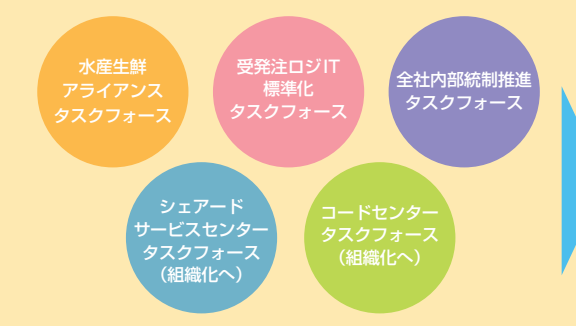 水産生鮮
アライアンス
タスクフォース
受発注ロジIT
標準化
タスクフォース
全社内部統制推進
タスクフォース
シェアード
サービスセンター
タスクフォース
（組織化へ）
コードセンター
タスクフォース
（組織化へ）